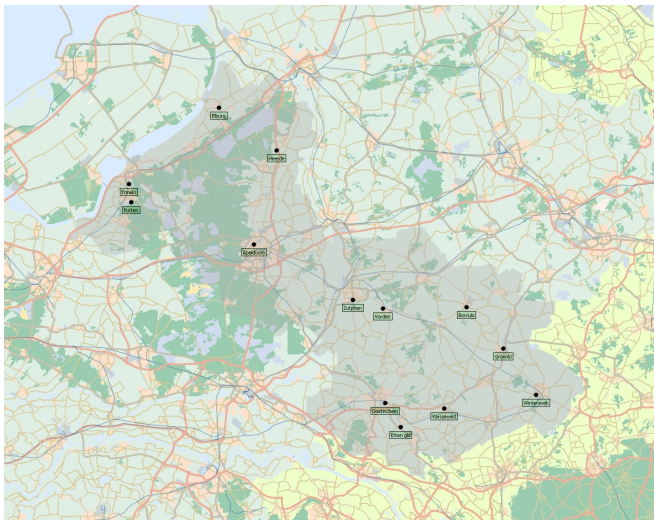 Elburg
Heerde
Ermelo
Putten
Apeldoorn
Zutphen
Vorden
Borculo
Groenlo
Winterswijk
Doetinchem
Varsseveld
Etten gld